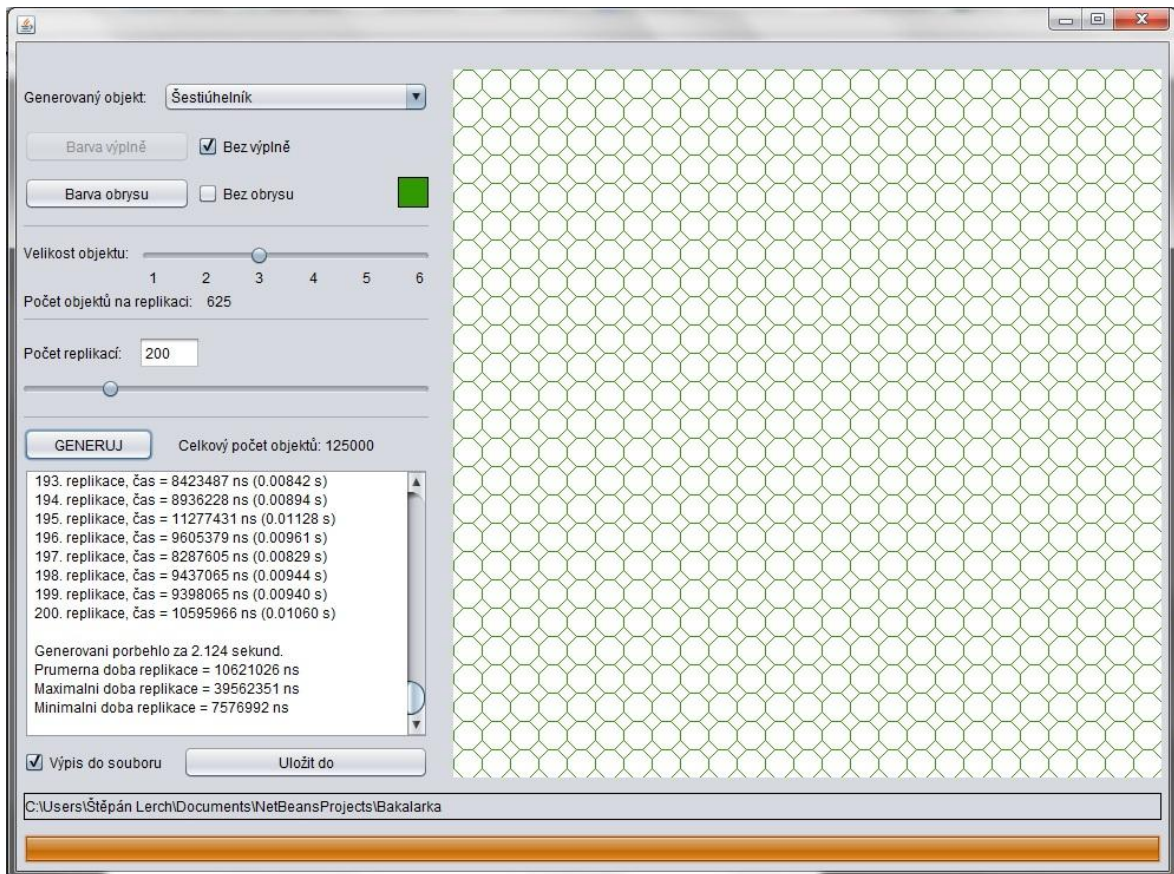 Generovaný objekt: Šestiúhelník
Barva výplně Bez výplně
Barva obrysu Bez obrysu
Velikost objektu:
1 2 3 4 5 6
Počet objektů na replikaci: 625
Počet replikací: 200
GENERUJ Celkový počet objektů: 125000
193. replikace, čas = 8423487 ns (0.00842 s)
194. replikace, čas = 8936228 ns (0.00894 s)
195. replikace, čas = 11277431 ns (0.01128 s)
196. replikace, čas = 9605379 ns (0.00961 s)
197. replikace, čas = 8287605 ns (0.00829 s)
198. replikace, čas = 9437065 ns (0.00944 s)
199. replikace, čas = 9398065 ns (0.00940 s)
200. replikace, čas = 10595966 ns (0.01060 s)
Generovani porbehlo za 2.124 sekund.
Prumerna doba replikace = 10621026 ns
Maximalni doba replikace = 39562351 ns
Minimalni doba replikace = 7576992 ns
Výpis do souboru Uložit do
C:\Users\Štěpán Lerch\Documents\NetBeansProjects\Bakalarka